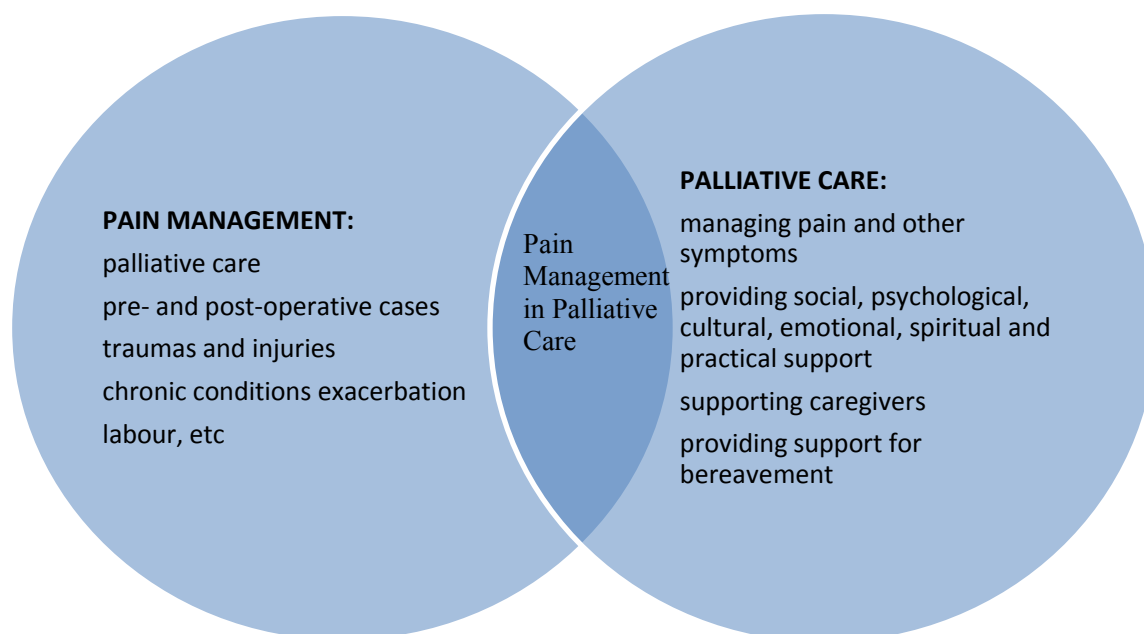 PAIN MANAGEMENT:
palliative care
pre- and post-operative cases
traumas and injuries
chronic conditions exacerbation
labour, etc
Pain
Management
in Palliative
Care
PALLIATIVE CARE:
managing pain and other
symptoms
providing social, psychological,
cultural, emotional, spiritual and
practical support
supporting caregivers
providing support for
bereavement